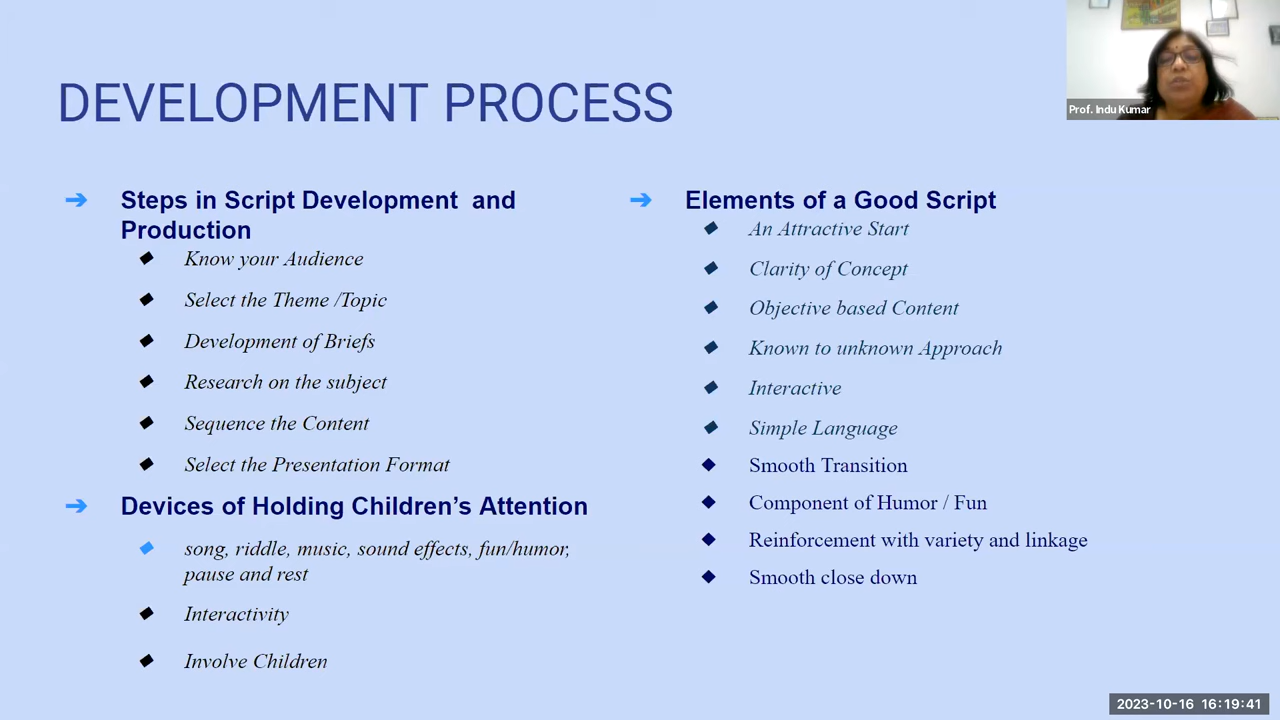 DEVELOPMENT PROCESS
Prof. Indu Kumar
➔ Steps in Script Development and
Production
◆ Know your Audience
◆ Select the Theme /Topic
◆ Development of Briefs
◆ Research on the subject
◆ Sequence the Content
◆ Select the Presentation Format
➔ Devices of Holding Children’s Attention
◆ song, riddle, music, sound effects, fun/humor,
pause and rest
◆ Interactivity
◆ Involve Children
➔ Elements of a Good Script
◆ An Attractive Start
◆ Clarity of Concept
◆ Objective based Content
◆ Known to unknown Approach
◆ Interactive
◆ Simple Language
◆ Smooth Transition
◆ Component of Humor / Fun
◆ Reinforcement with variety and linkage
◆ Smooth close down
2023-10-16 16:19:41